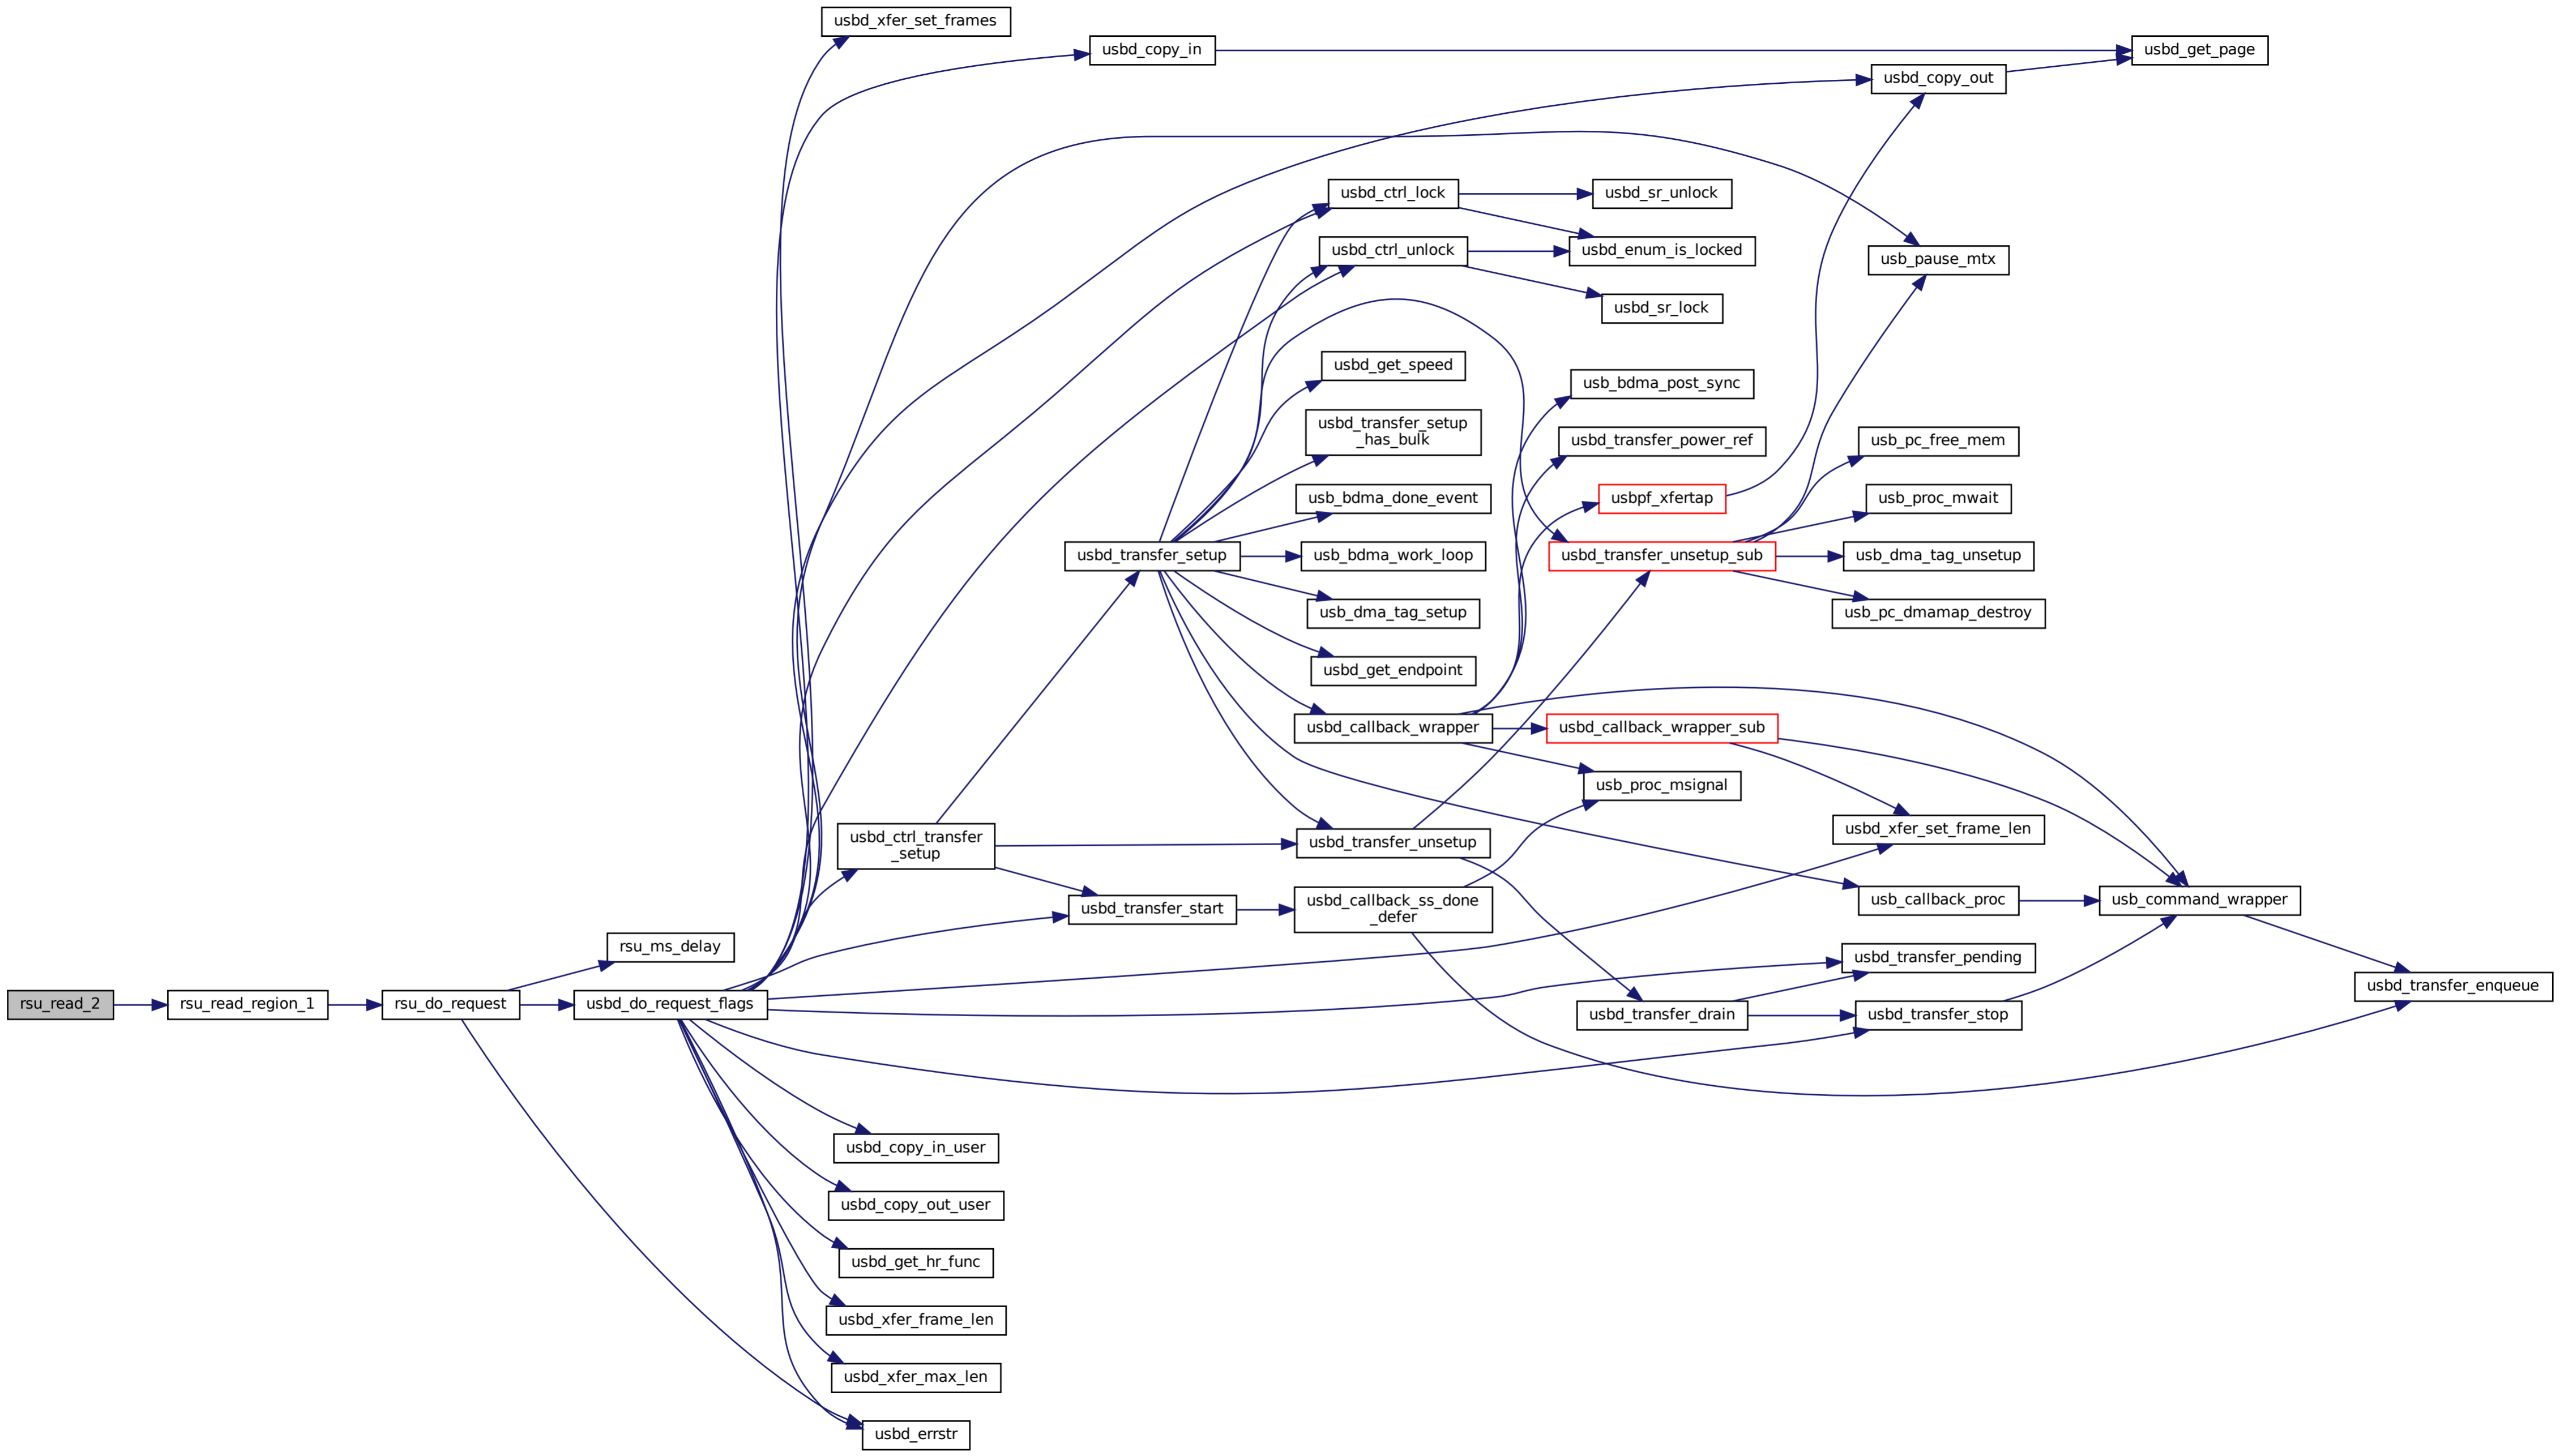 usbd_xfer_set_frames
usbd_copy_in
usbd_get_page
usbd_copy_out
usbd_ctrl_lock
usbd_sr_unlock
usbd_ctrl_unlock
usbd_enum_is_locked
usb_pause_mtx
usbd_sr_lock
usbd_get_speed
usb_bdma_post_sync
usbd_transfer_setup
_has_bulk
usbd_transfer_power_ref
usb_pc_free_mem
usb_bdma_done_event
usbpf_xfertap
usb_proc_mwait
usbd_transfer_setup
usb_bdma_work_loop
usbd_transfer_unsetup_sub
usb_dma_tag_unsetup
usb_dma_tag_setup
usb_pc_dmamap_destroy
usbd_get_endpoint
usbd_callback_wrapper
usbd_callback_wrapper_sub
usb_proc_msignal
usbd_ctrl_transfer
_setup
usbd_transfer_unsetup
usbd_xfer_set_frame_len
usbd_transfer_start
usbd_callback_ss_done
_defer
usb_callback_proc
usb_command_wrapper
rsu_ms_delay
usbd_transfer_pending
usbd_transfer_enqueue
rsu_read_2
rsu_read_region_1
rsu_do_request
usbd_do_request_flags
usbd_transfer_drain
usbd_transfer_stop
usbd_copy_in_user
usbd_copy_out_user
usbd_get_hr_func
usbd_xfer_frame_len
usbd_xfer_max_len
usbd_errstr